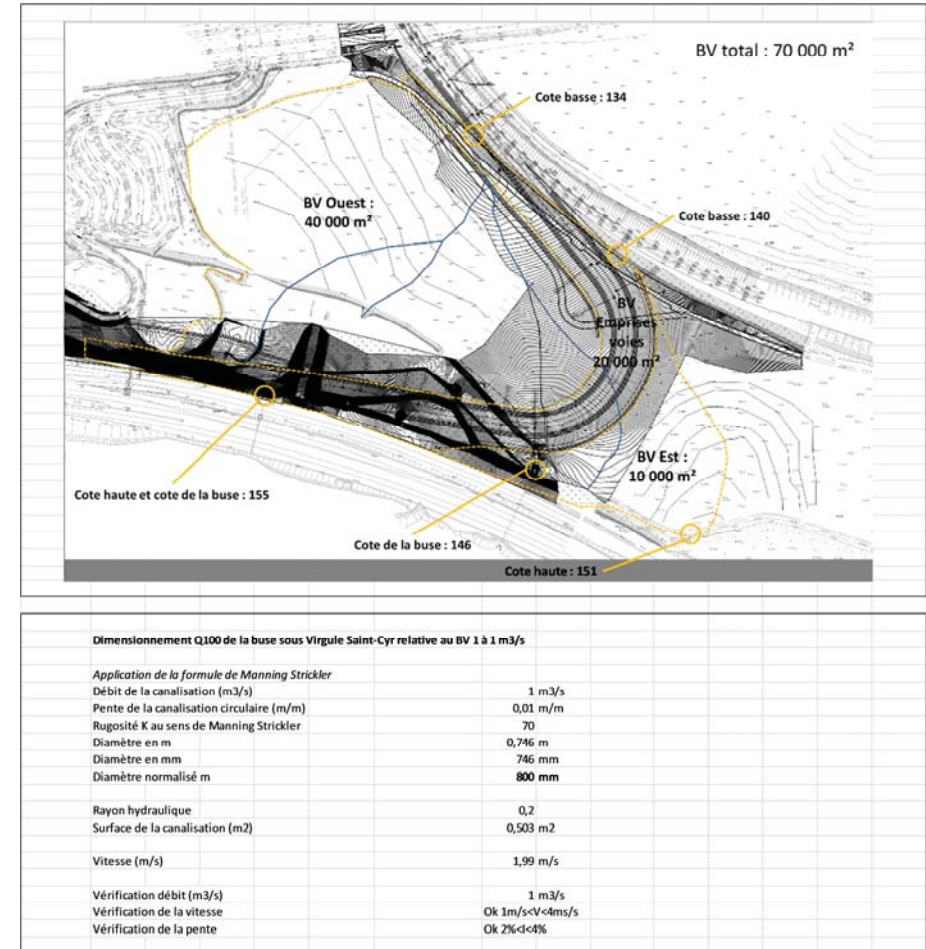 BV total : 70 000 m²
Cote basse : 134
BV Ouest :
40 000 m²
Cote basse : 140
BV
Emprises
voies
20 000 m²
BV Est :
10 000 m²
Cote haute et cote de la buse : 155
Cote de la buse : 146
Cote haute : 151
Dimensionnement Q100 de la buse sous Virgule Saint-Cyr relative au BV 1 à 1 m3/s
Application de la formule de Manning Strickler
Débit de la canalisation (m3/s) 1 m3/s
Pente de la canalisation circulaire (m/m) 0,01 m/m
Rugosité K au sens de Manning Strickler 70
Diamètre en m 0,746 m
Diamètre en mm 746 mm
Diamètre normalisé m 800 mm
Rayon hydraulique 0,2
Surface de la canalisation (m2) 0,503 m2
Vitesse (m/s) 1,99 m/s
Vérification débit (m3/s) 1 m3/s
Vérification de la vitesse Ok 1m/s<V<4ms/s
Vérification de la pente Ok 2%<I<4%